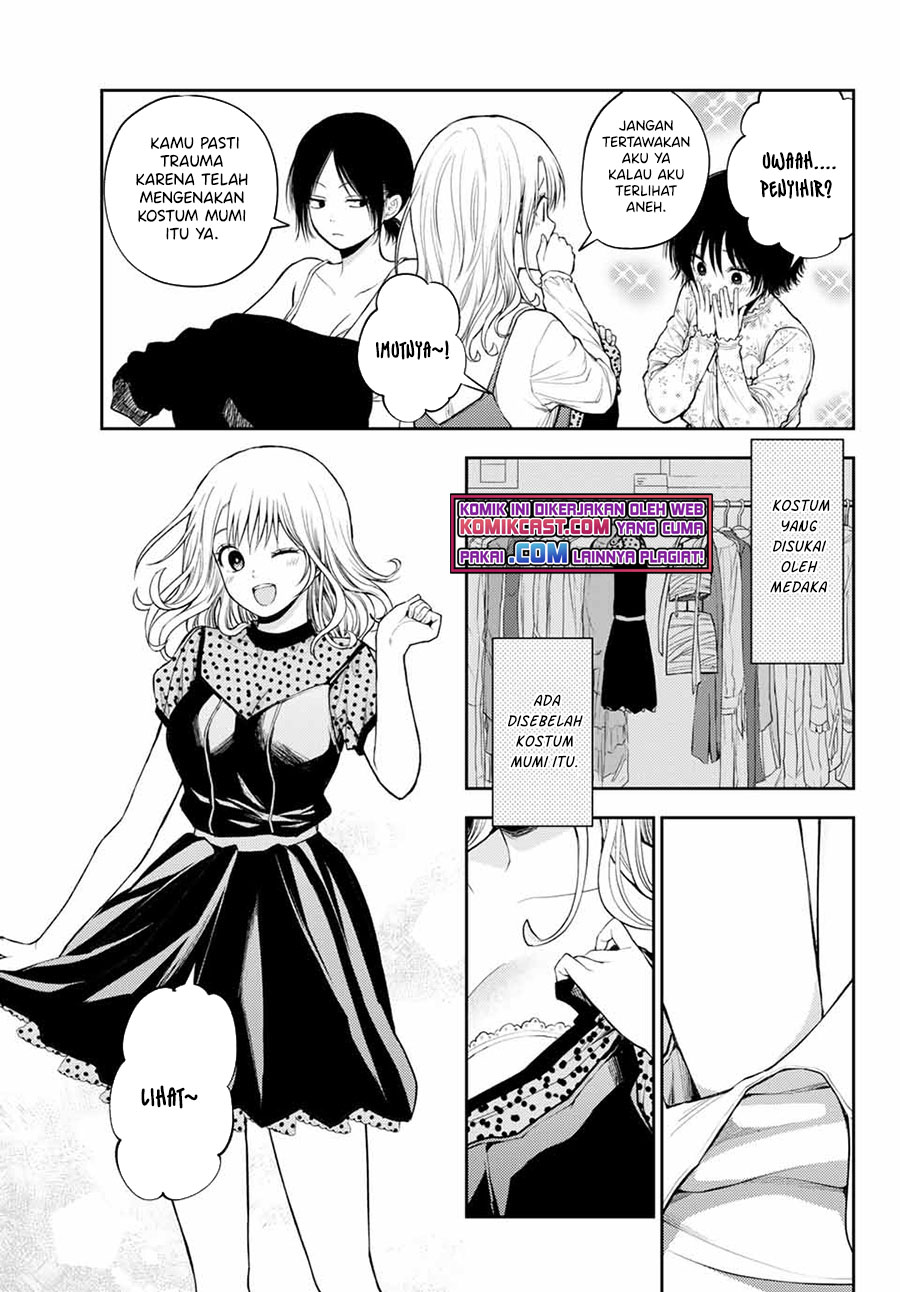 UWAAH....
PENYIHIR?
JANGAN
TERTAWAKAN
AKU YA
KALAU AKU
TERLIHAT
ANEH.
IMUTNYA~!
KAMU PASTI
TRAUMA
KARENA TELAH
MENGENAKAN
KOSTUM MUMI
ITU YA.
KOSTUM
YANG
DISUKAI
OLEH
MEDAKA
KOMIK INI DIKERJAKAN OLEH WEB
KOMIKCAST.COM YANG CUMA
PAKAI .COM LAINNYA PLAGIAT!
ADA
DISEBELAH
KOSTUM
MUMI ITU.
LIHAT~